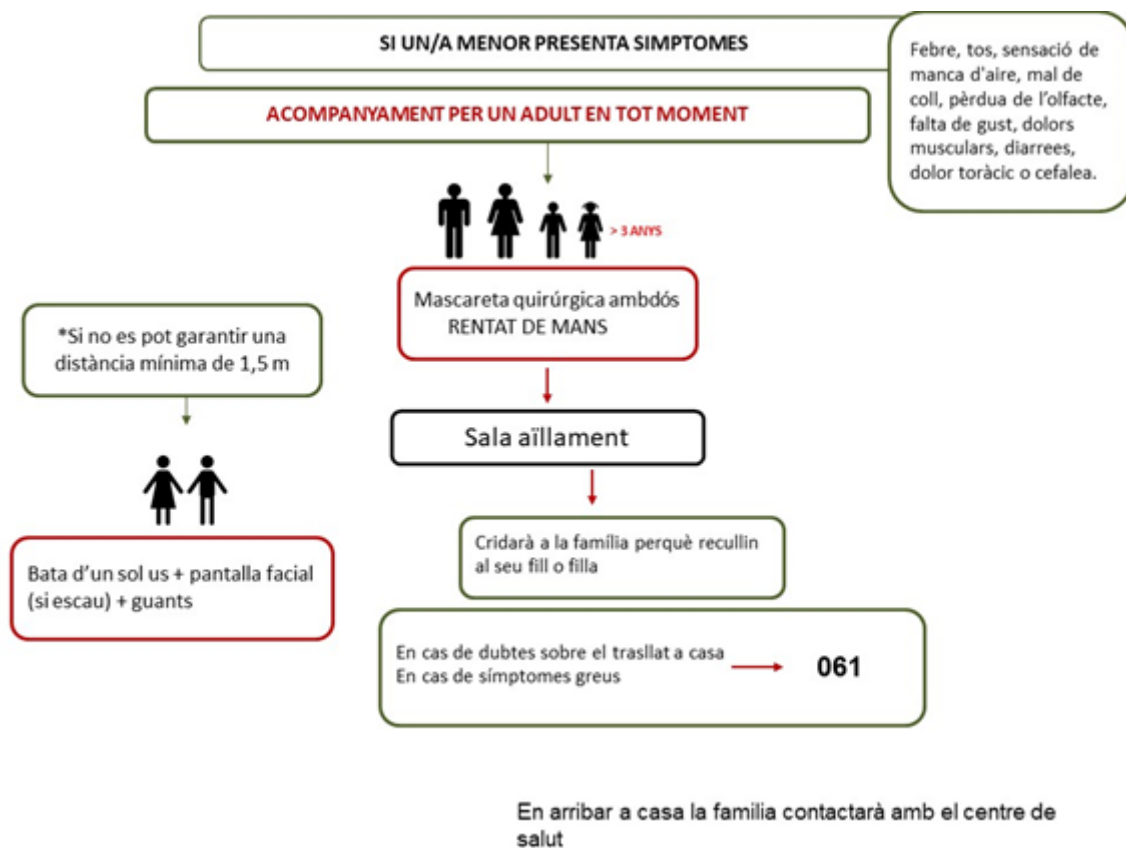 SI UN/A MENOR PRESENTA SIMPTOMES
Febre, tos, sensació de
manca d'aire, mal de
coll, pèrdua de l'olfacte,
falta de gust, dolors
musculars, diarrees,
dolor toràcic o cefalea.
ACOMPANYAMENT PER UN ADULT EN TOT MOMENT
> 3 ANYS
Mascareta quirúrgica ambdós
RENTAT DE MANS
*Si no es pot garantir una
distància mínima de 1,5 m
Sala aïllament
Bata d'un sol us + pantalla facial
(si escau) + guants
Cridarà a la família perquè recullin
al seu fill o filla
En cas de dubtes sobre el trasllat a casa
En cas de símptomes greus
061
En arribar a casa la familia contactarà amb el centre de
salut